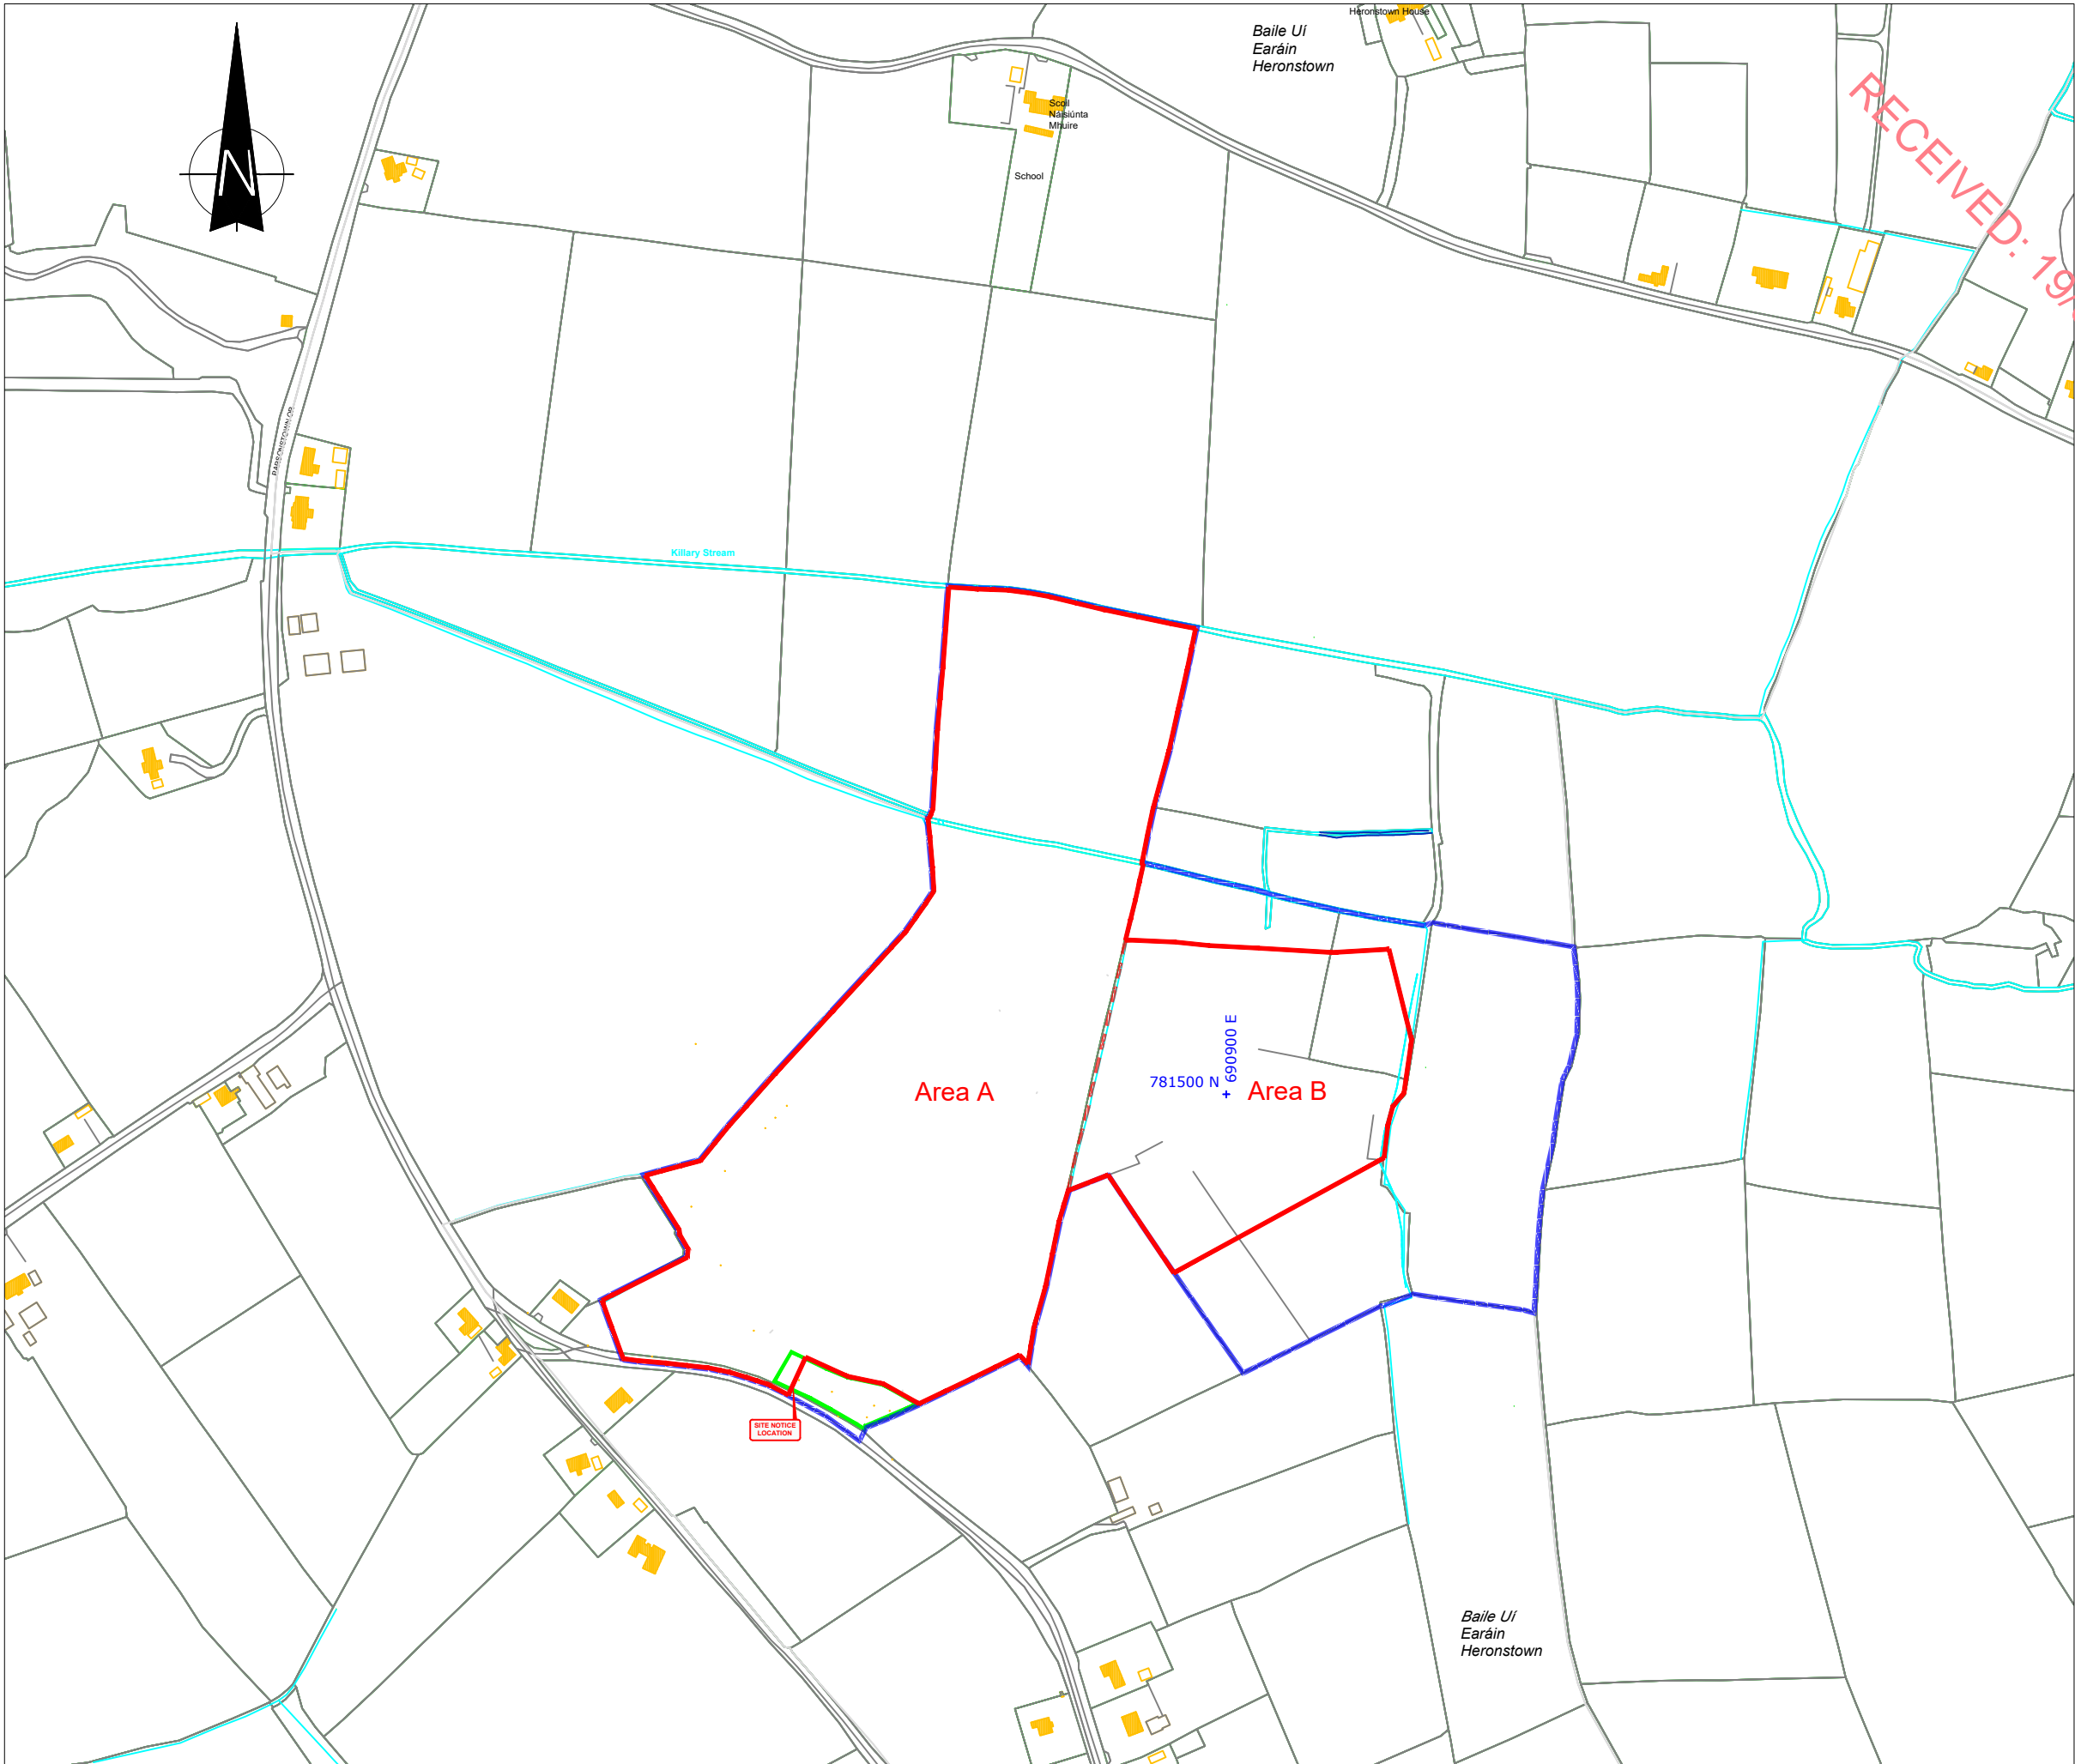 Heronstown House
Baile Uí
Earáin
Heronstown
RECEIVED: 19/
Scoil
Náisiúnta
Mhuire
School
N
Killary Stream
781500 N
690900 E
Area A
Area B
SITE NOTICE
LOCATION
Baile Uí
Earáin
Heronstown